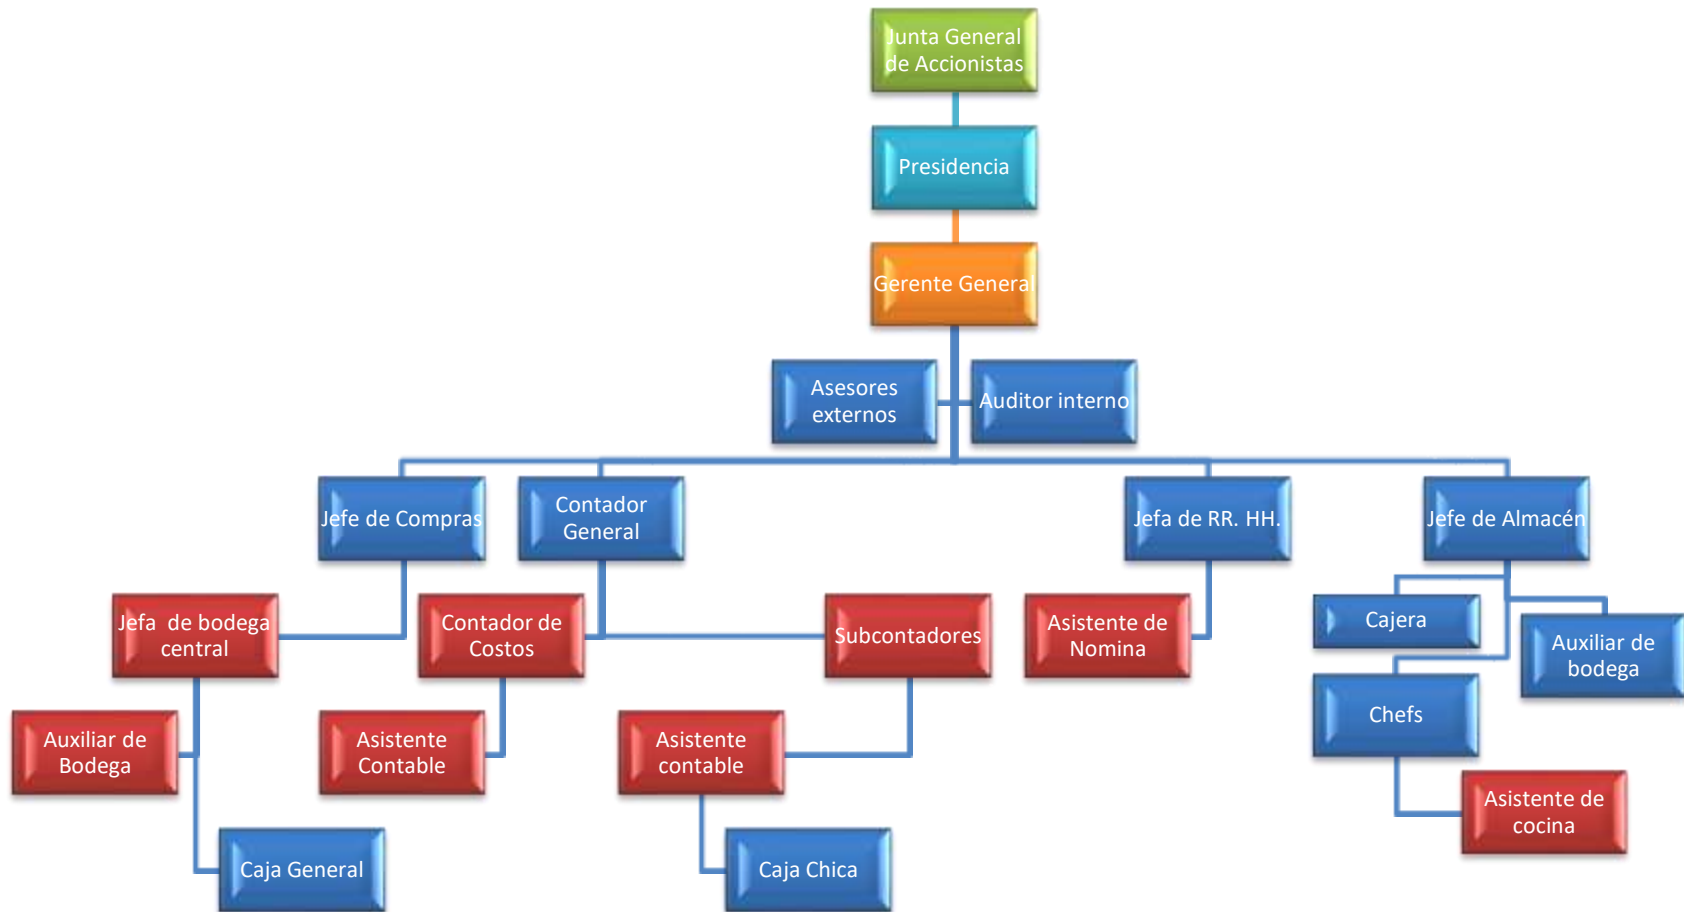 Junta General
de Accionistas
Presidencia
Gerente General
Asesores
externos
Auditor interno
Jefe de Compras
Contador
General
Jefa de RR. HH.
Jefe de Almacén
Jefa  de bodega
central
Contador de
Costos
Subcontadores
Asistente de
Nomina
Cajera
Auxiliar de
bodega
Chefs
Auxiliar de
Bodega
Asistente
Contable
Asistente
contable
Asistente de
cocina
Caja General
Caja Chica